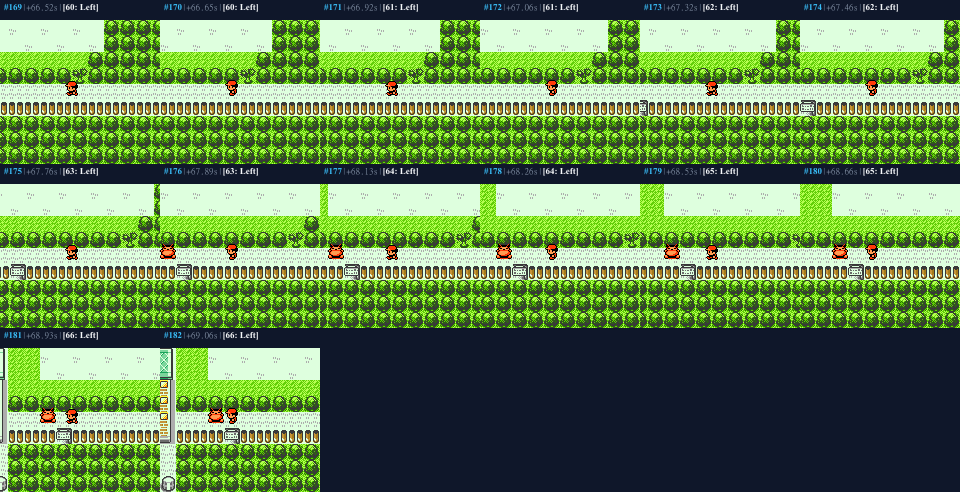 #169 | +66.52s | [60: Left]
#170 | +66.65s | [60: Left]
#171 | +66.92s | [61: Left]
#172 | +67.06s | [61: Left]
#173 | +67.32s | [62: Left]
#174 | +67.46s | [62: Left]
#175 | +67.76s | [63: Left]
#176 | +67.89s | [63: Left]
#177 | +68.13s | [64: Left]
#178 | +68.26s | [64: Left]
#179 | +68.53s | [65: Left]
#180 | +68.66s | [65: Left]
#181 | +68.93s | [66: Left]
#182 | +69.06s | [66: Left]